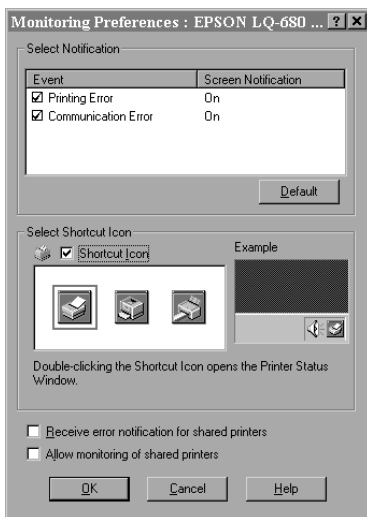 Monitoring Preferences : EPSON LQ-680 ...
Select Notification
Event Screen Notification
Printing Error On
Communication Error On
Default
Select Shortcut Icon
Shortcut Icon Example
Double-clicking the Shortcut Icon opens the Printer Status
Window.
Receive error notification for shared printers
Allow monitoring of shared printers
OK Cancel Help